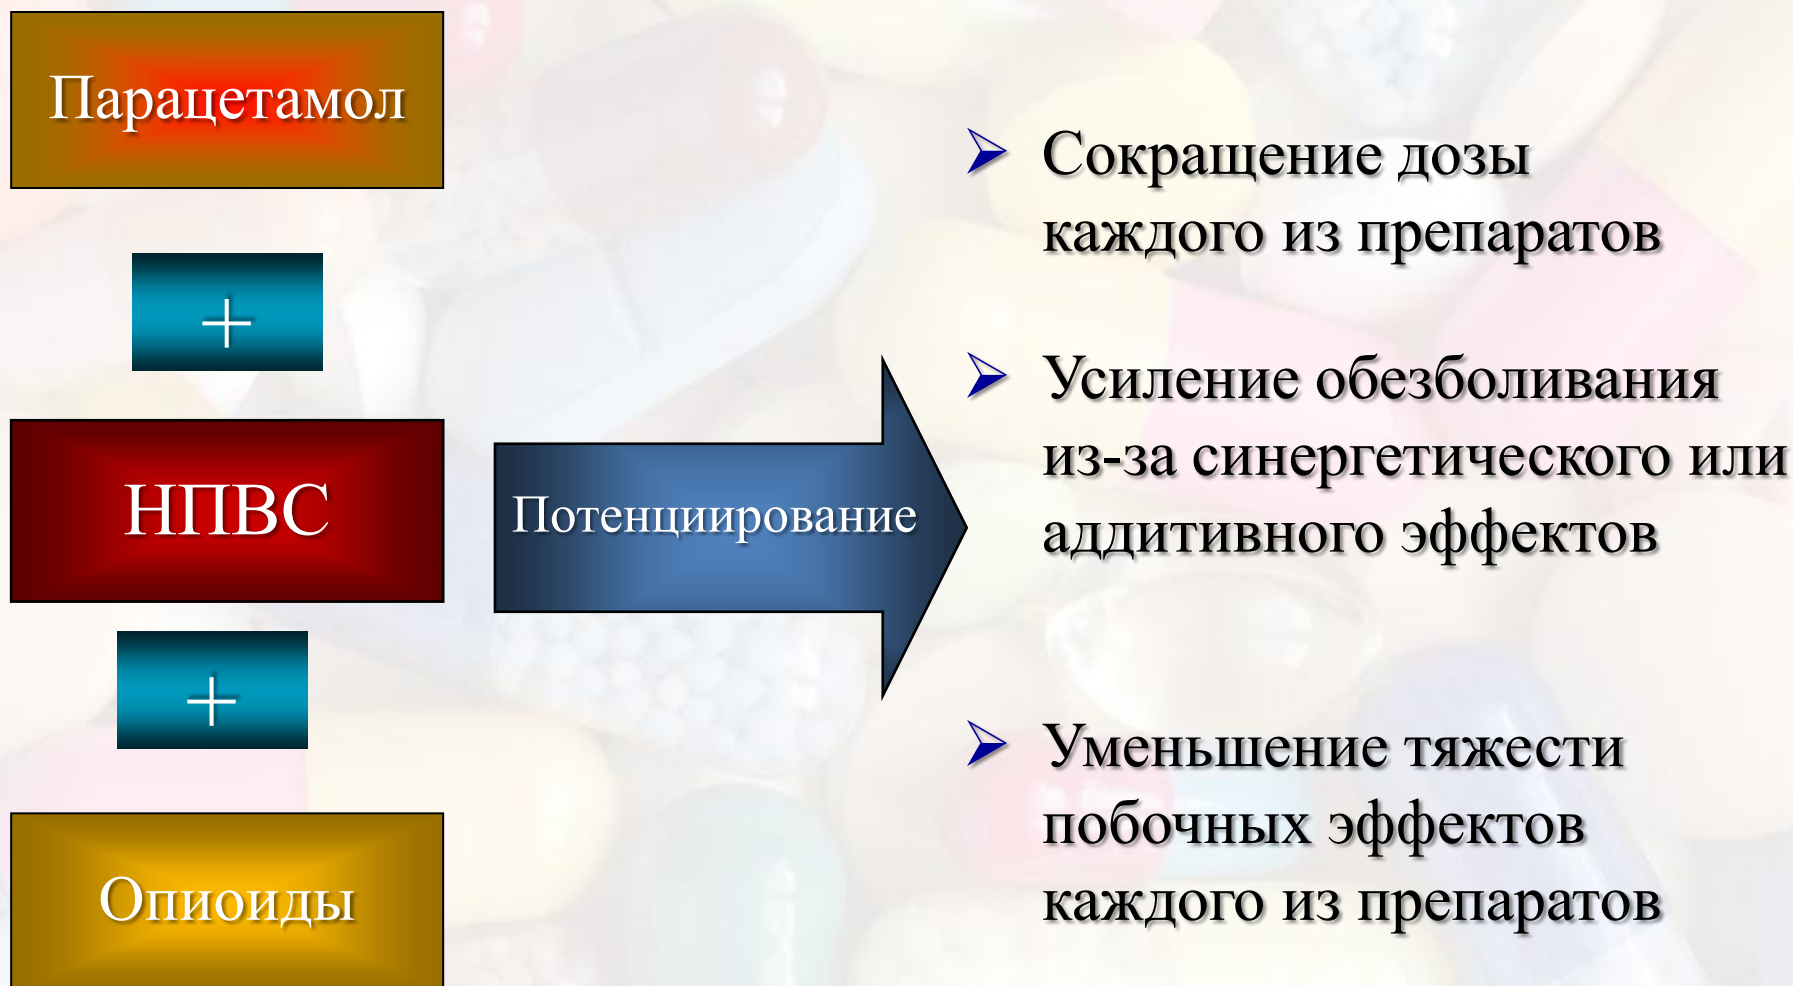 Парацетамол
+
НПВС
+
Опиоиды
Потенциирование
Сокращение дозы
каждого из препаратов
Усиление обезболивания
из-за синергетического или
аддитивного эффектов
Уменьшение тяжести
побочных эффектов
каждого из препаратов